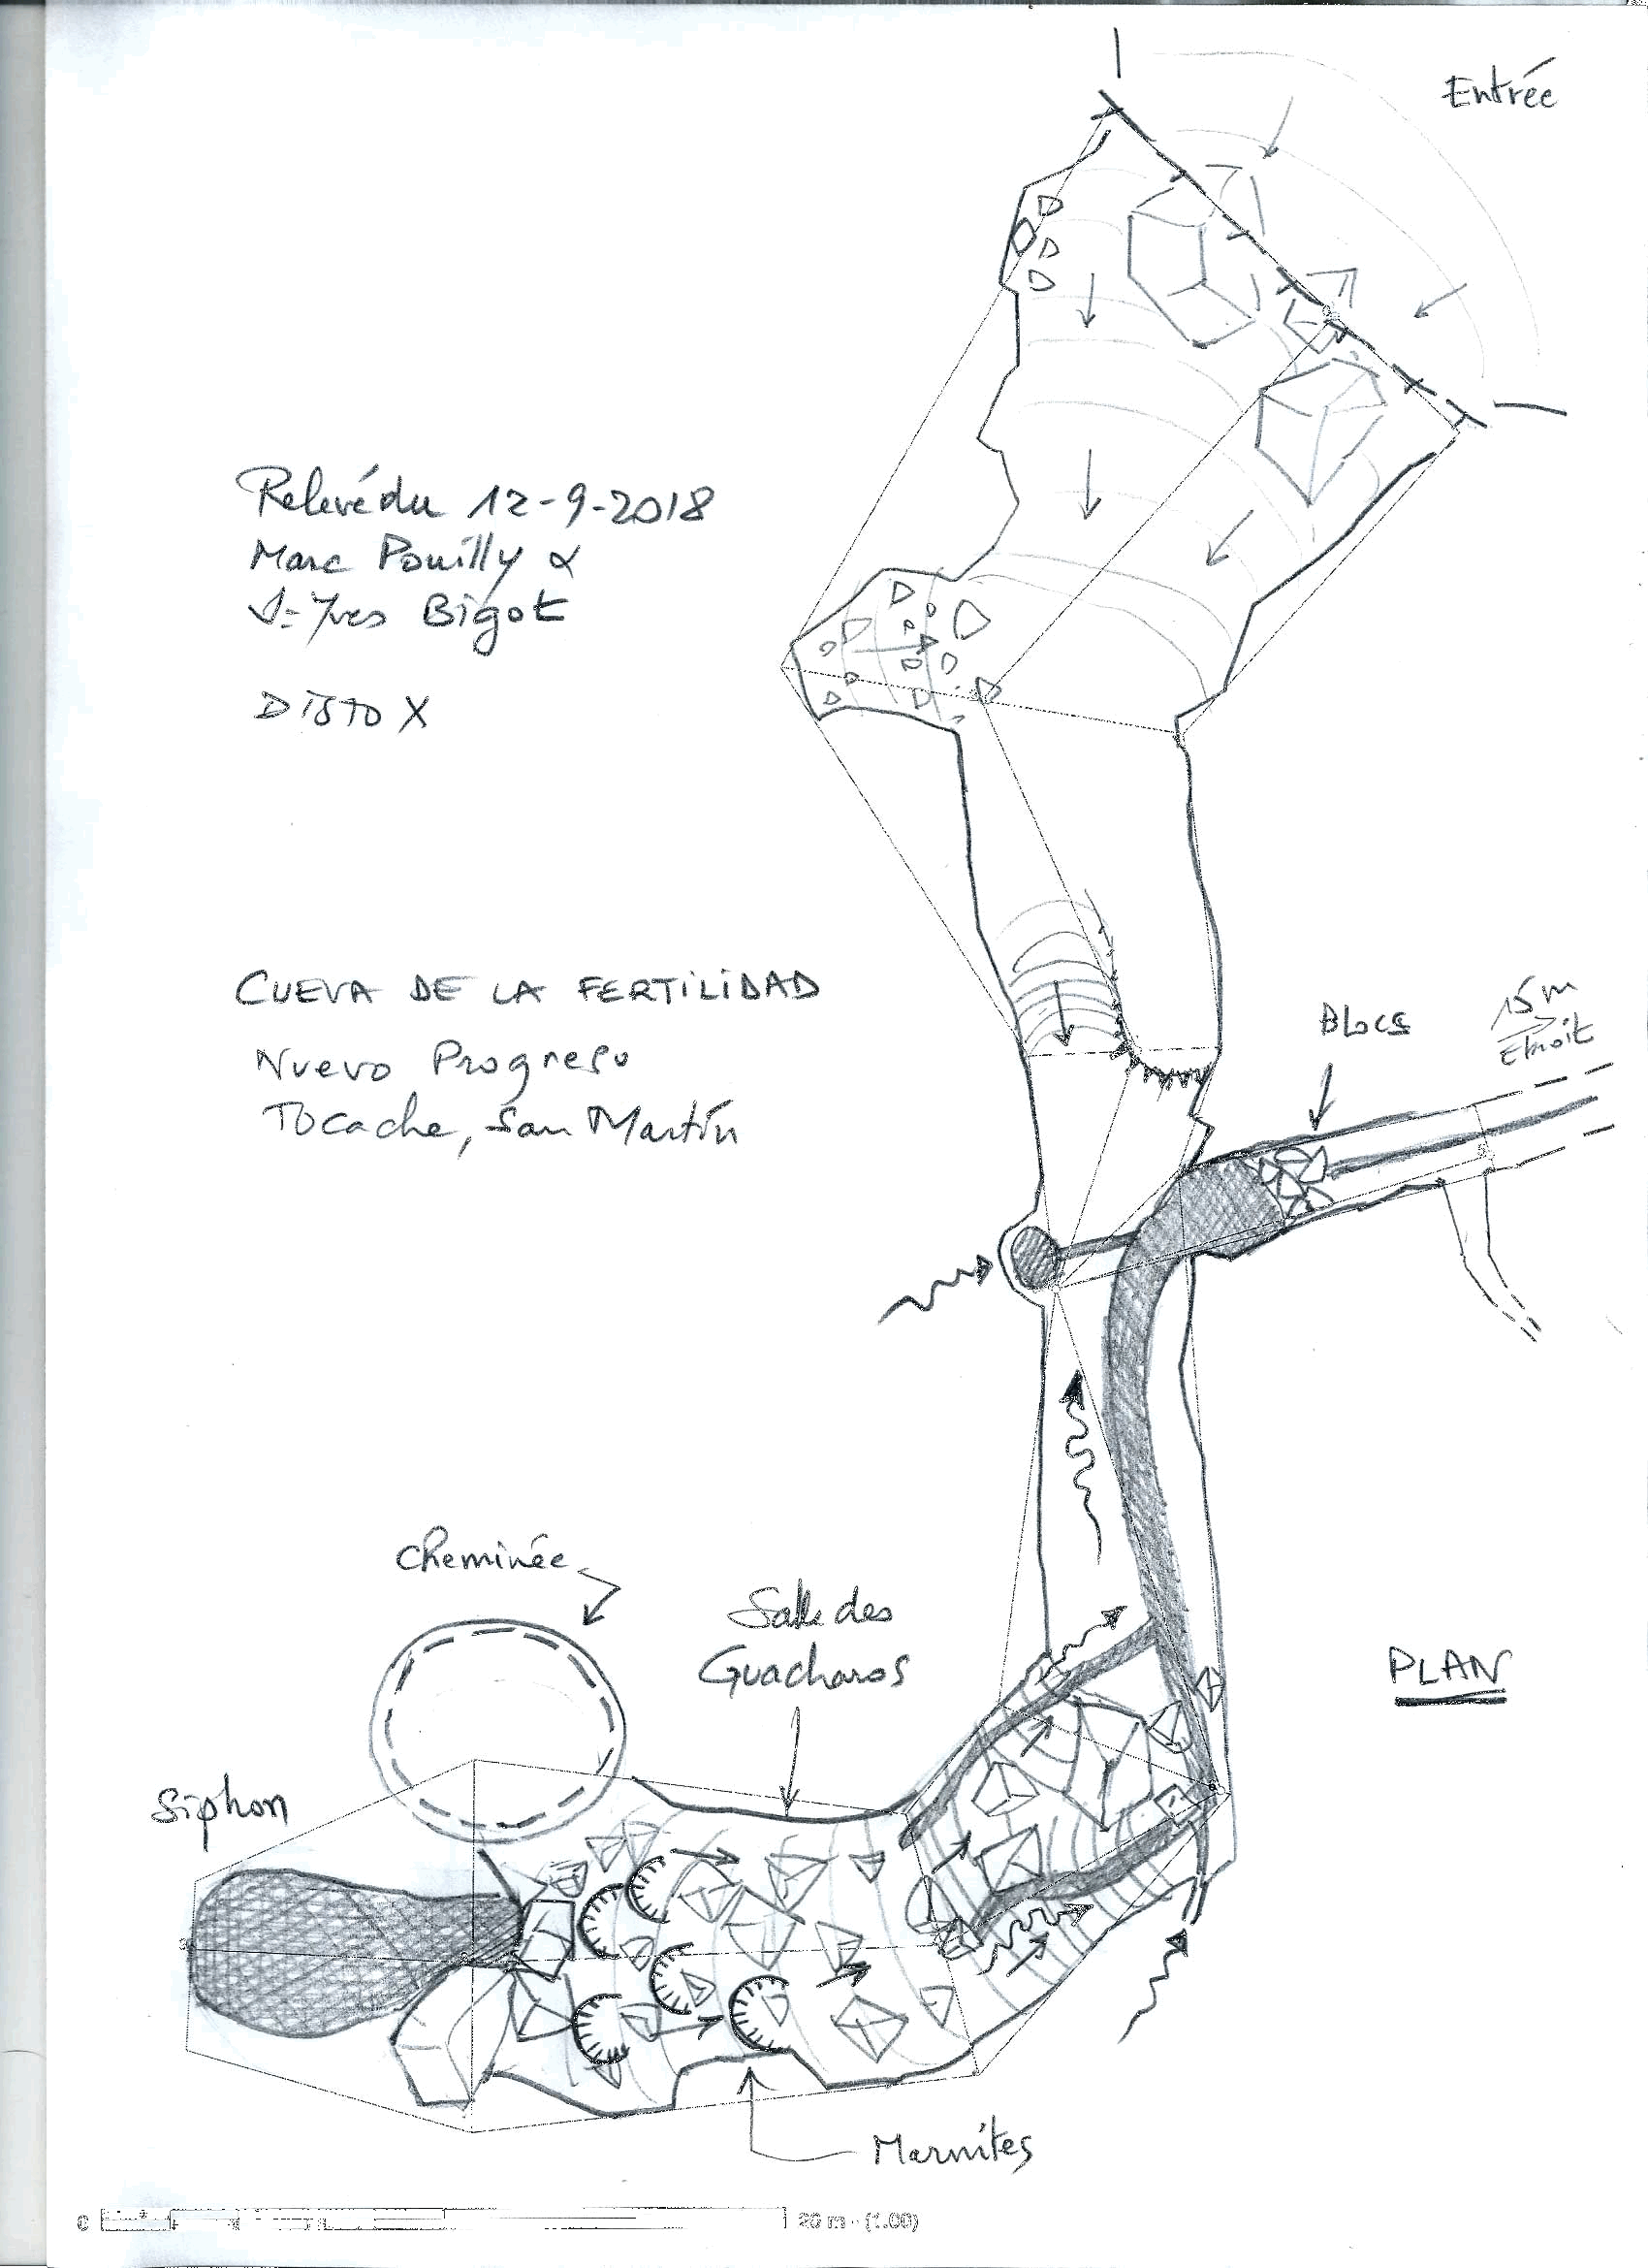 Entrée
Relevé du 12-9-2018
Marc Pouilly &
J-Yves Bigot
DISTO X
CUEVA DE LA FERTILIDAD
Nuevo Progreso
Tocache, San Martín
Blocs
15 m
Etroit
Cheminée
Salle des
Guacharos
PLAN
Siphon
Marmites
0
20 m (1:00)